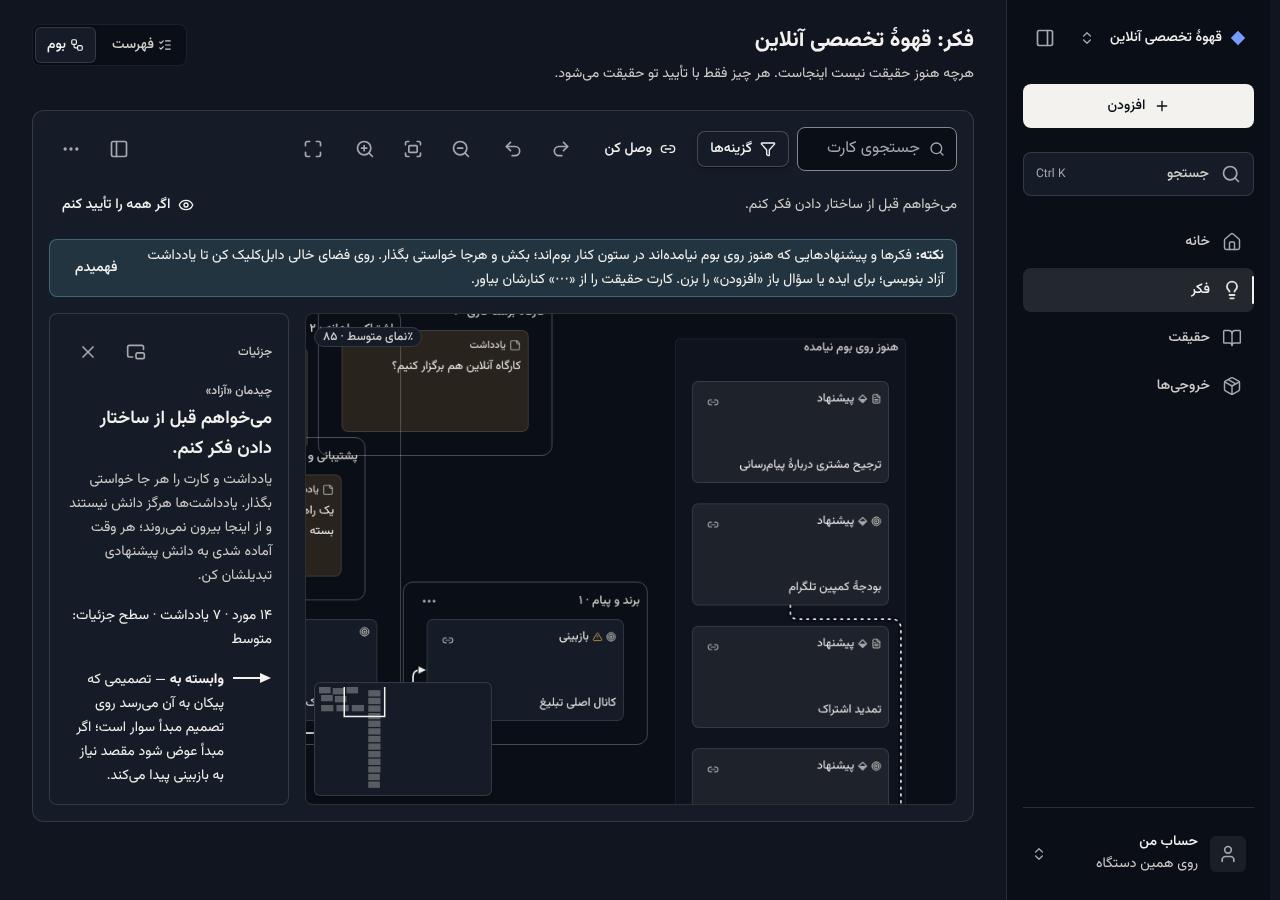 قهوهٔ تخصصی آنلاین
افزودن
جستجو
Ctrl K
خانه
فکر
حقیقت
خروجی‌ها
حساب من
روی همین دستگاه
فکر: قهوهٔ تخصصی آنلاین
هرچه هنوز حقیقت نیست اینجاست. هر چیز فقط با تأیید تو حقیقت می‌شود.
فهرست
بوم
جستجوی کارت
گزینه‌ها
وصل کن
می‌خواهم قبل از ساختار دادن فکر کنم.
اگر همه را تأیید کنم
نکته: فکرها و پیشنهادهایی که هنوز روی بوم نیامده‌اند در ستون کنار بوم‌اند؛ بکش و هرجا خواستی بگذار. روی فضای خالی دابل‌کلیک کن تا یادداشت
آزاد بنویسی؛ برای ایده یا سؤال باز «افزودن» را بزن. کارت حقیقت را از «⋯» کنارشان بیاور.
فهمیدم
هنوز روی بوم نیامده
پیشنهاد
ترجیح مشتری دربارهٔ پیام‌رسانی
پیشنهاد
بودجهٔ کمپین تلگرام
پیشنهاد
تمدید اشتراک
پیشنهاد
نمای متوسط · ۸۵٪
یادداشت
کارگاه آنلاین هم برگزار کنیم؟
پشتیبانی و
یک راه
بسته
برند و پیام · ۱
بازبینی
کانال اصلی تبلیغ
جزئیات
چیدمان «آزاد»
می‌خواهم قبل از ساختار
دادن فکر کنم.
یادداشت و کارت را هر جا خواستی
بگذار. یادداشت‌ها هرگز دانش نیستند
و از اینجا بیرون نمی‌روند؛ هر وقت
آماده شدی به دانش پیشنهادی
تبدیلشان کن.
۱۴ مورد · ۷ یادداشت · سطح جزئیات:
متوسط
وابسته به — تصمیمی که
پیکان به آن می‌رسد روی
تصمیم مبدأ سوار است؛ اگر
مبدأ عوض شود مقصد نیاز
به بازبینی پیدا می‌کند.